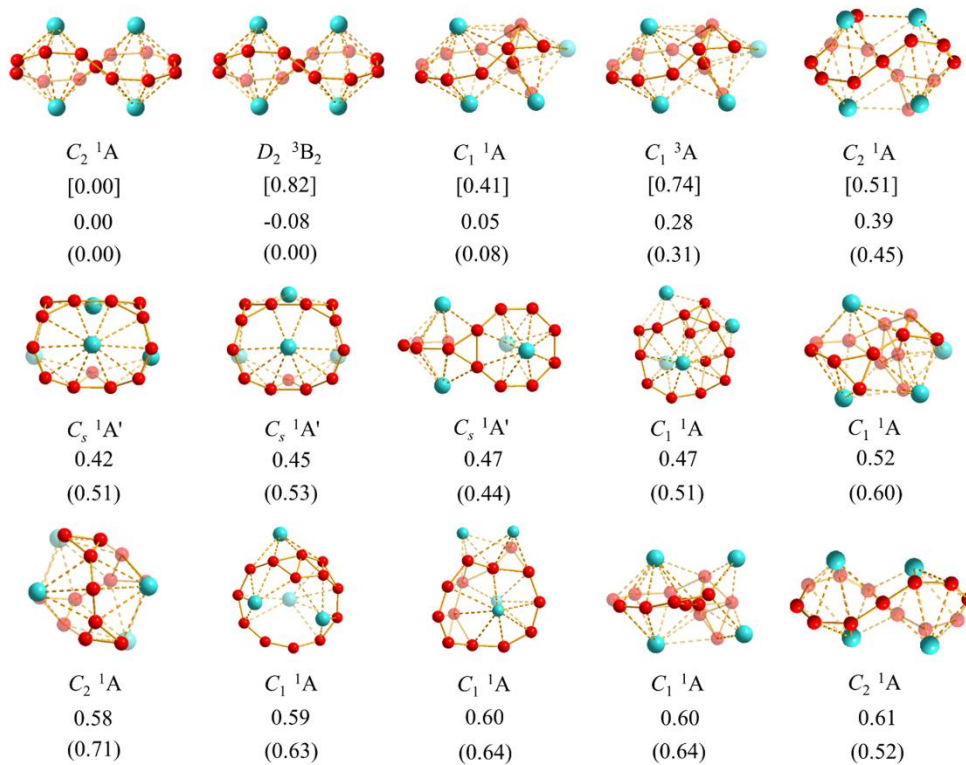 C₂ ¹A D₂ ³B₂ C₁ ¹A C₁ ³A C₂ ¹A
[0.00] [0.82] [0.41] [0.74] [0.51]
0.00 -0.08 0.05 0.28 0.39
(0.00) (0.00) (0.08) (0.31) (0.45)
Cₛ ¹A' Cₛ ¹A' Cₛ ¹A' C₁ ¹A C₁ ¹A
0.42 0.45 0.47 0.47 0.52
(0.51) (0.53) (0.44) (0.51) (0.60)
C₂ ¹A C₁ ¹A C₁ ¹A C₁ ¹A C₂ ¹A
0.58 0.59 0.60 0.60 0.61
(0.71) (0.63) (0.64) (0.64) (0.52)